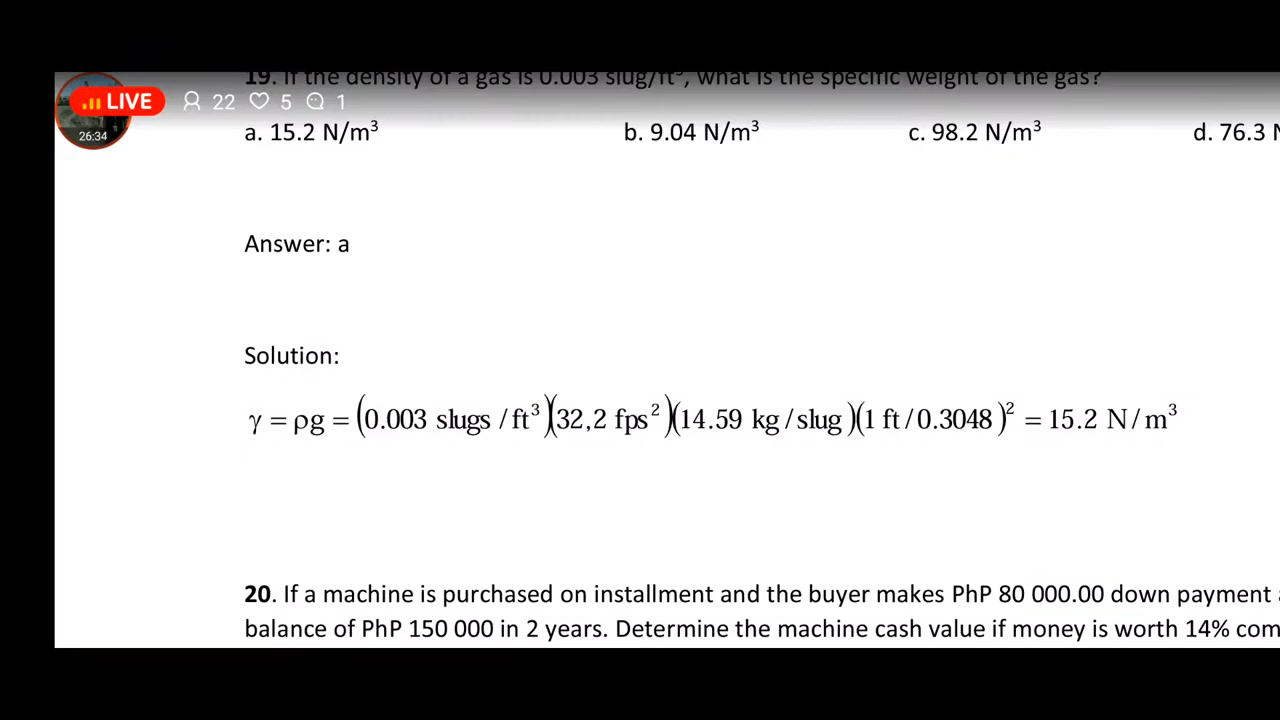 19. If the density of a gas is 0.003 slug/ft³, what is the specific weight of the gas?
LIVE 22 5 1
26:34
a. 15.2 N/m³ b. 9.04 N/m³ c. 98.2 N/m³ d. 76.3 N
Answer: a
Solution:
γ = ρg = (0.003 slugs / ft³)(32,2 fps²)(14.59 kg / slug)(1 ft / 0.3048)² = 15.2 N / m³
20. If a machine is purchased on installment and the buyer makes PhP 80 000.00 down payment
balance of PhP 150 000 in 2 years. Determine the machine cash value if money is worth 14% com